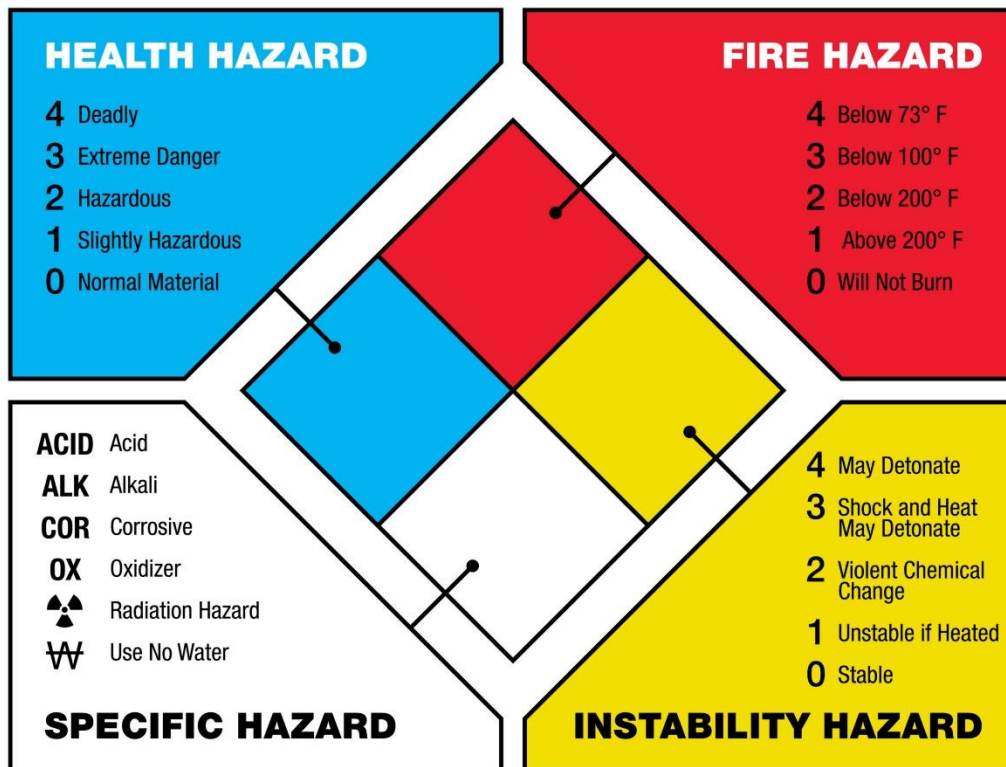 HEALTH HAZARD
4 Deadly
3 Extreme Danger
2 Hazardous
1 Slightly Hazardous
0 Normal Material
FIRE HAZARD
4 Below 73° F
3 Below 100° F
2 Below 200° F
1 Above 200° F
0 Will Not Burn
ACID Acid
ALK Alkali
COR Corrosive
OX Oxidizer
Radiation Hazard
W Use No Water
SPECIFIC HAZARD
4 May Detonate
3 Shock and Heat
May Detonate
2 Violent Chemical
Change
1 Unstable if Heated
0 Stable
INSTABILITY HAZARD